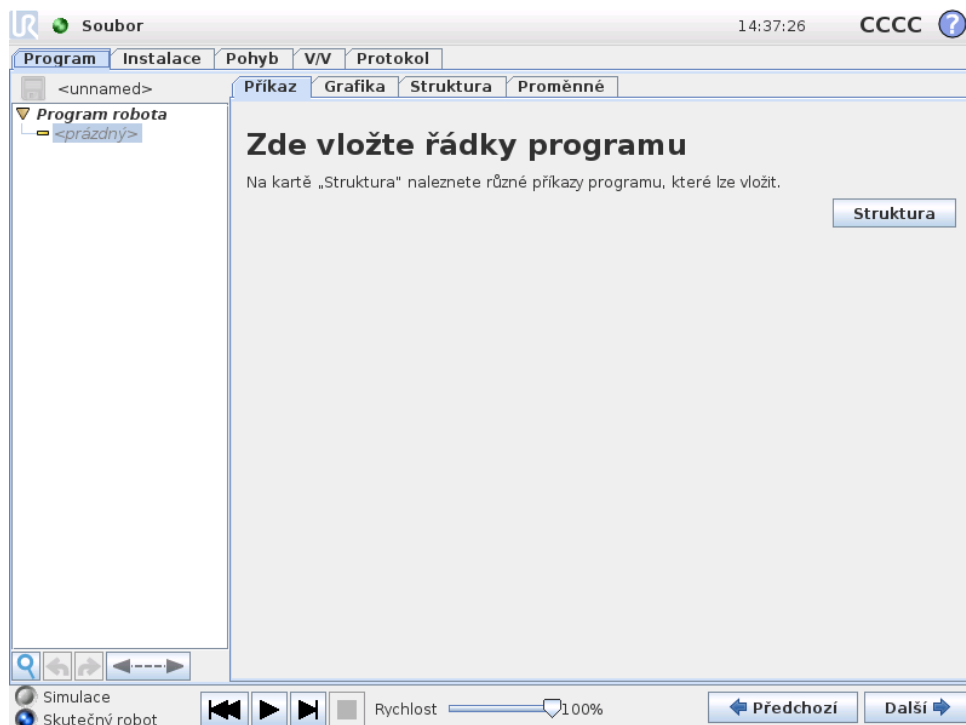 Soubor 14:37:26 CCCC ?
Program Instalace Pohyb V/V Protokol
<unnamed>
Příkaz Grafika Struktura Proměnné
Program robota
<prázdný>
Zde vložte řádky programu
Na kartě „Struktura" naleznete různé příkazy programu, které lze vložit.
Struktura
Simulace
Skutečný robot
Rychlost 100%
Předchozí Další